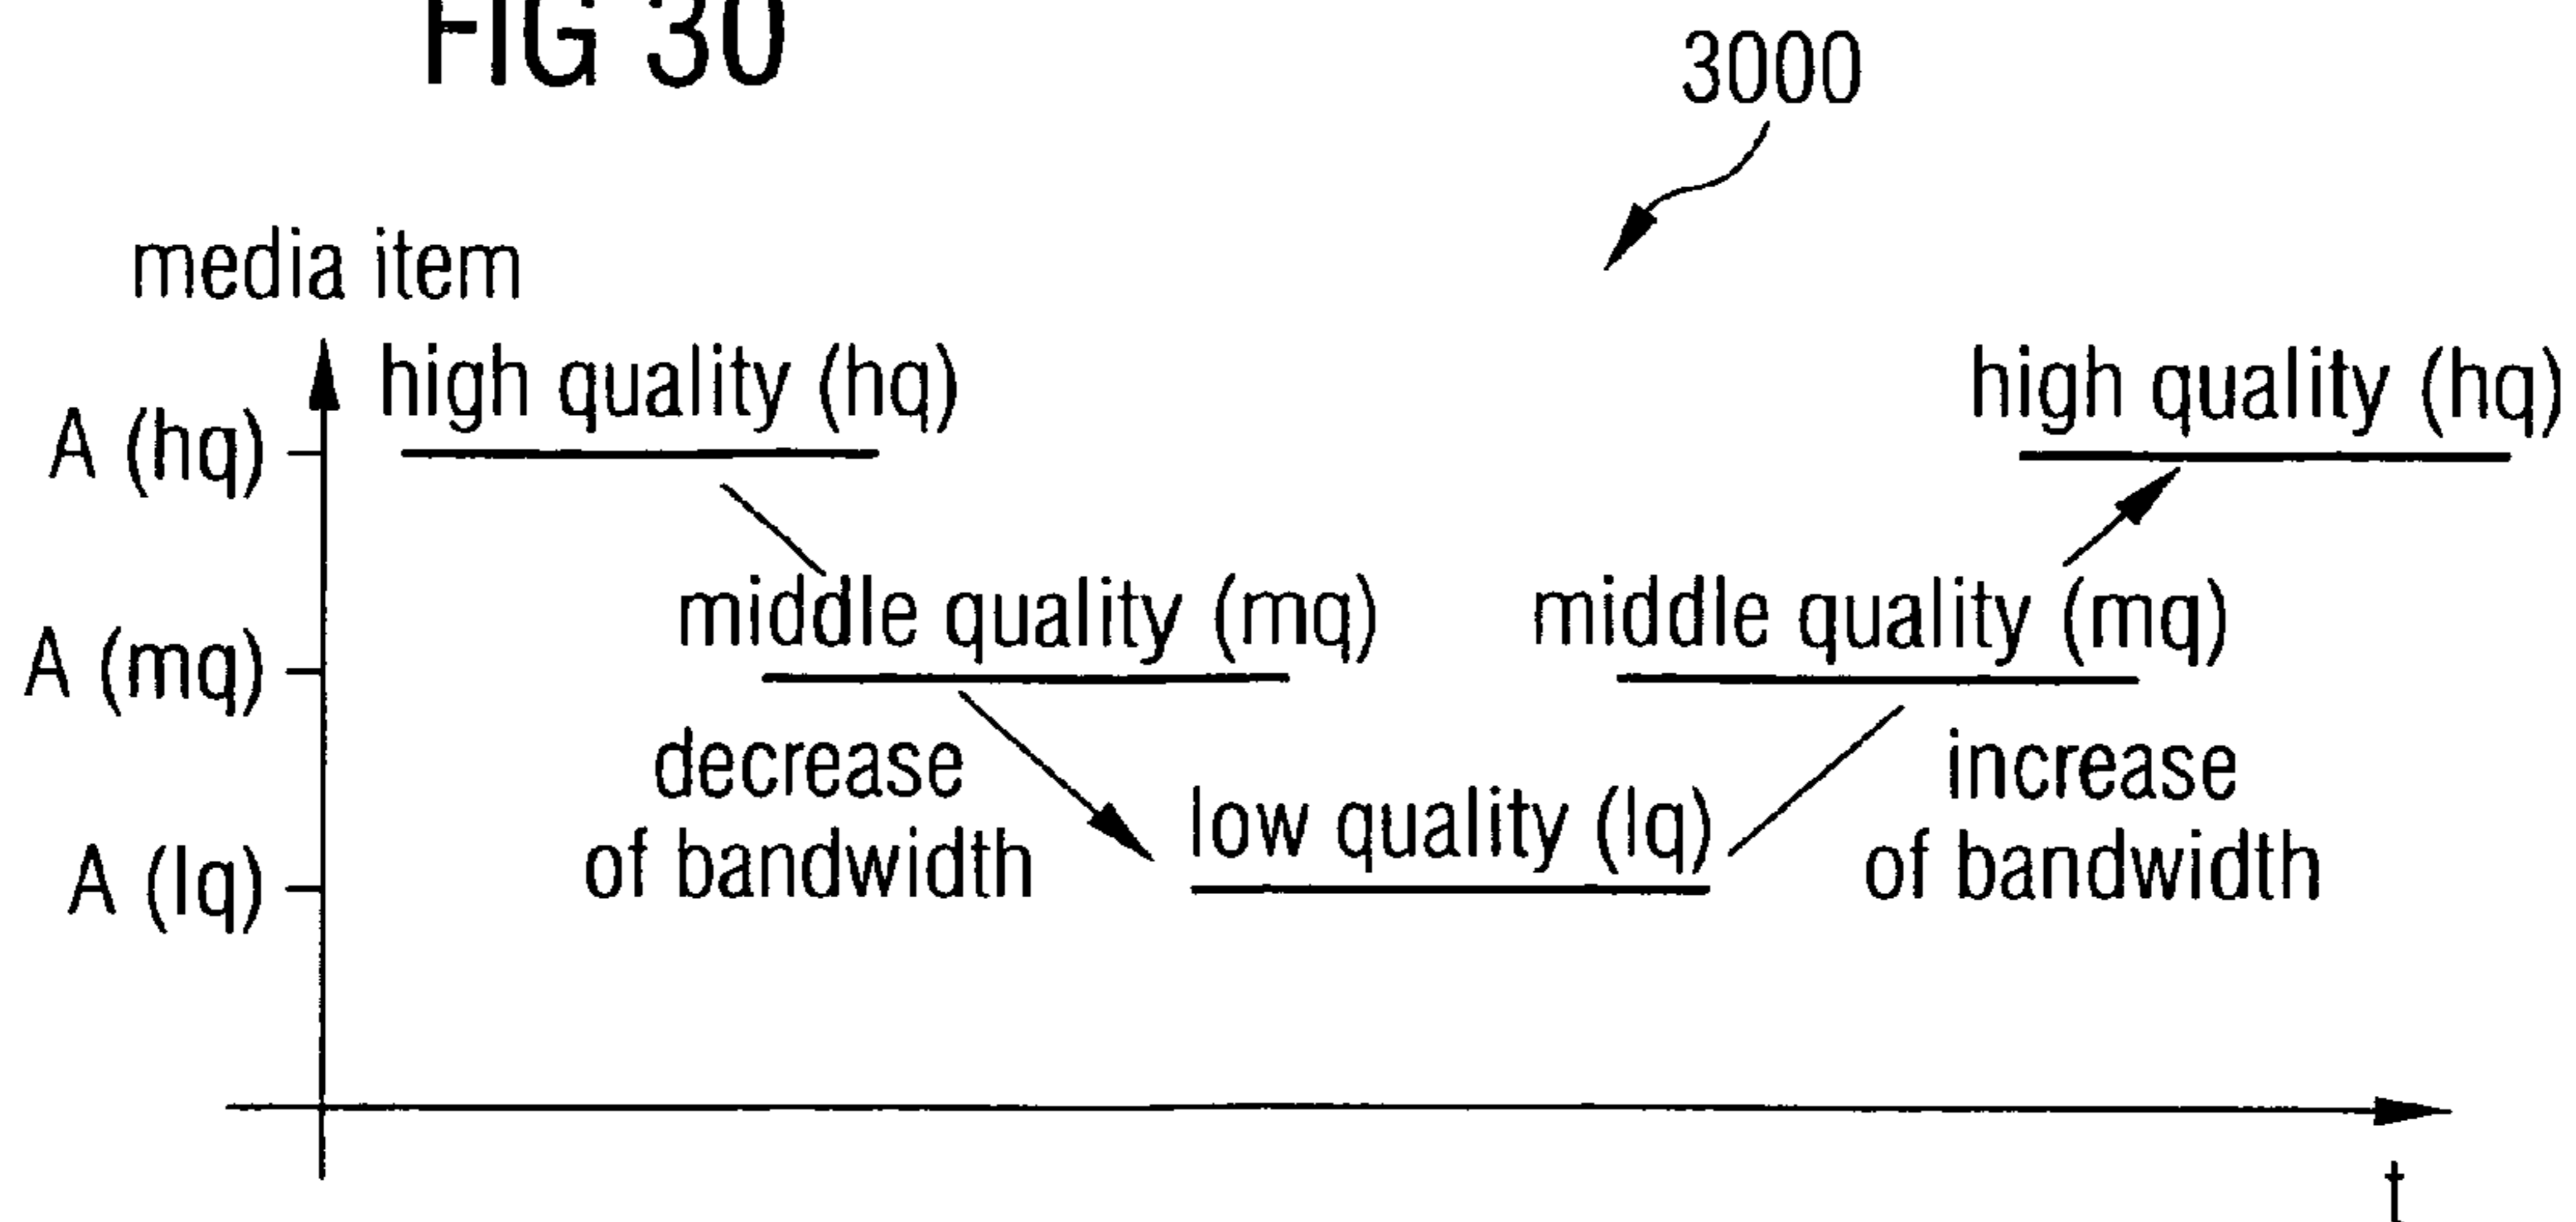 FIG 30
3000
media item
high quality (hq)
high quality (hq)
A (hq)
middle quality (mq)
middle quality (mq)
A (mq)
decrease
of bandwidth
low quality (lq)
increase
of bandwidth
A (lq)
t